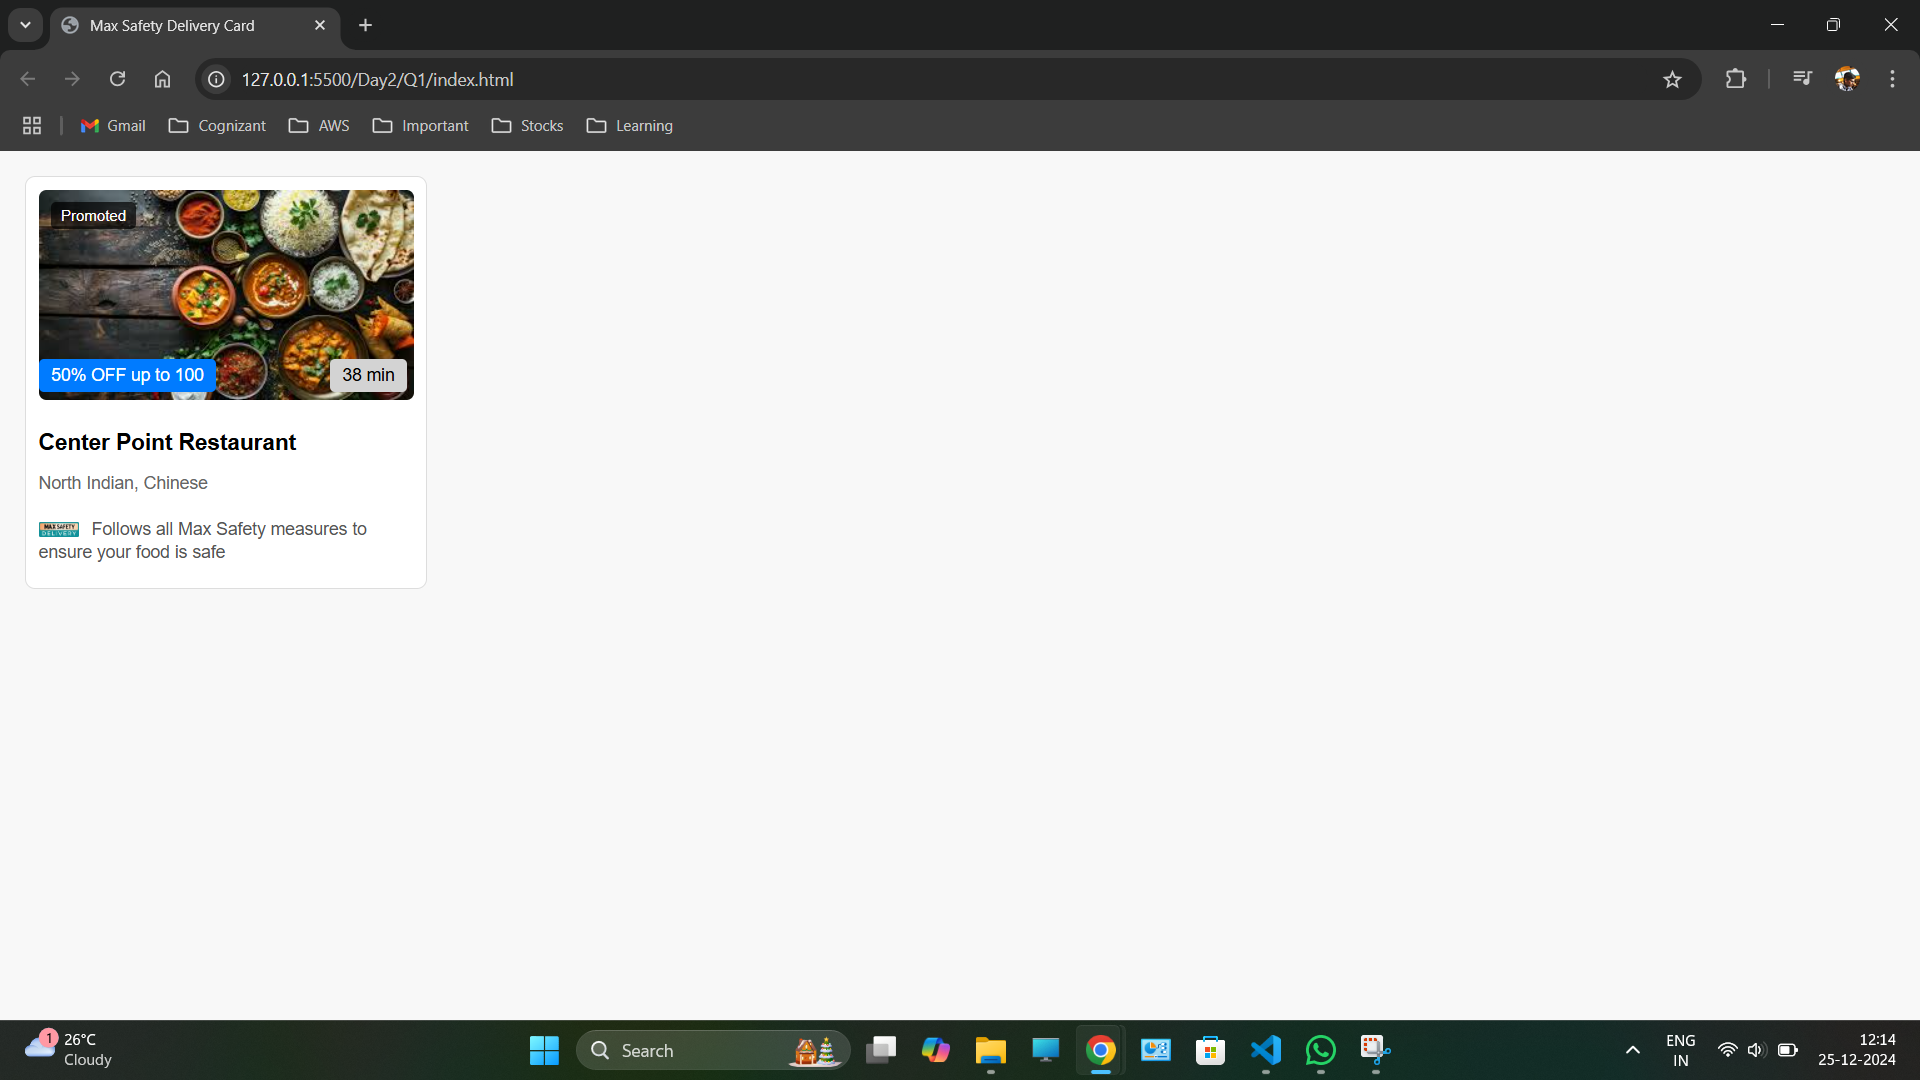 Max Safety Delivery Card
127.0.0.1:5500/Day2/Q1/index.html
Gmail Cognizant AWS Important Stocks Learning
Promoted
50% OFF up to 100 38 min
Center Point Restaurant
North Indian, Chinese
MAX SAFETY
DELIVERY
Follows all Max Safety measures to
ensure your food is safe
1
26°C
Cloudy
Search
ENG
IN
12:14
25-12-2024